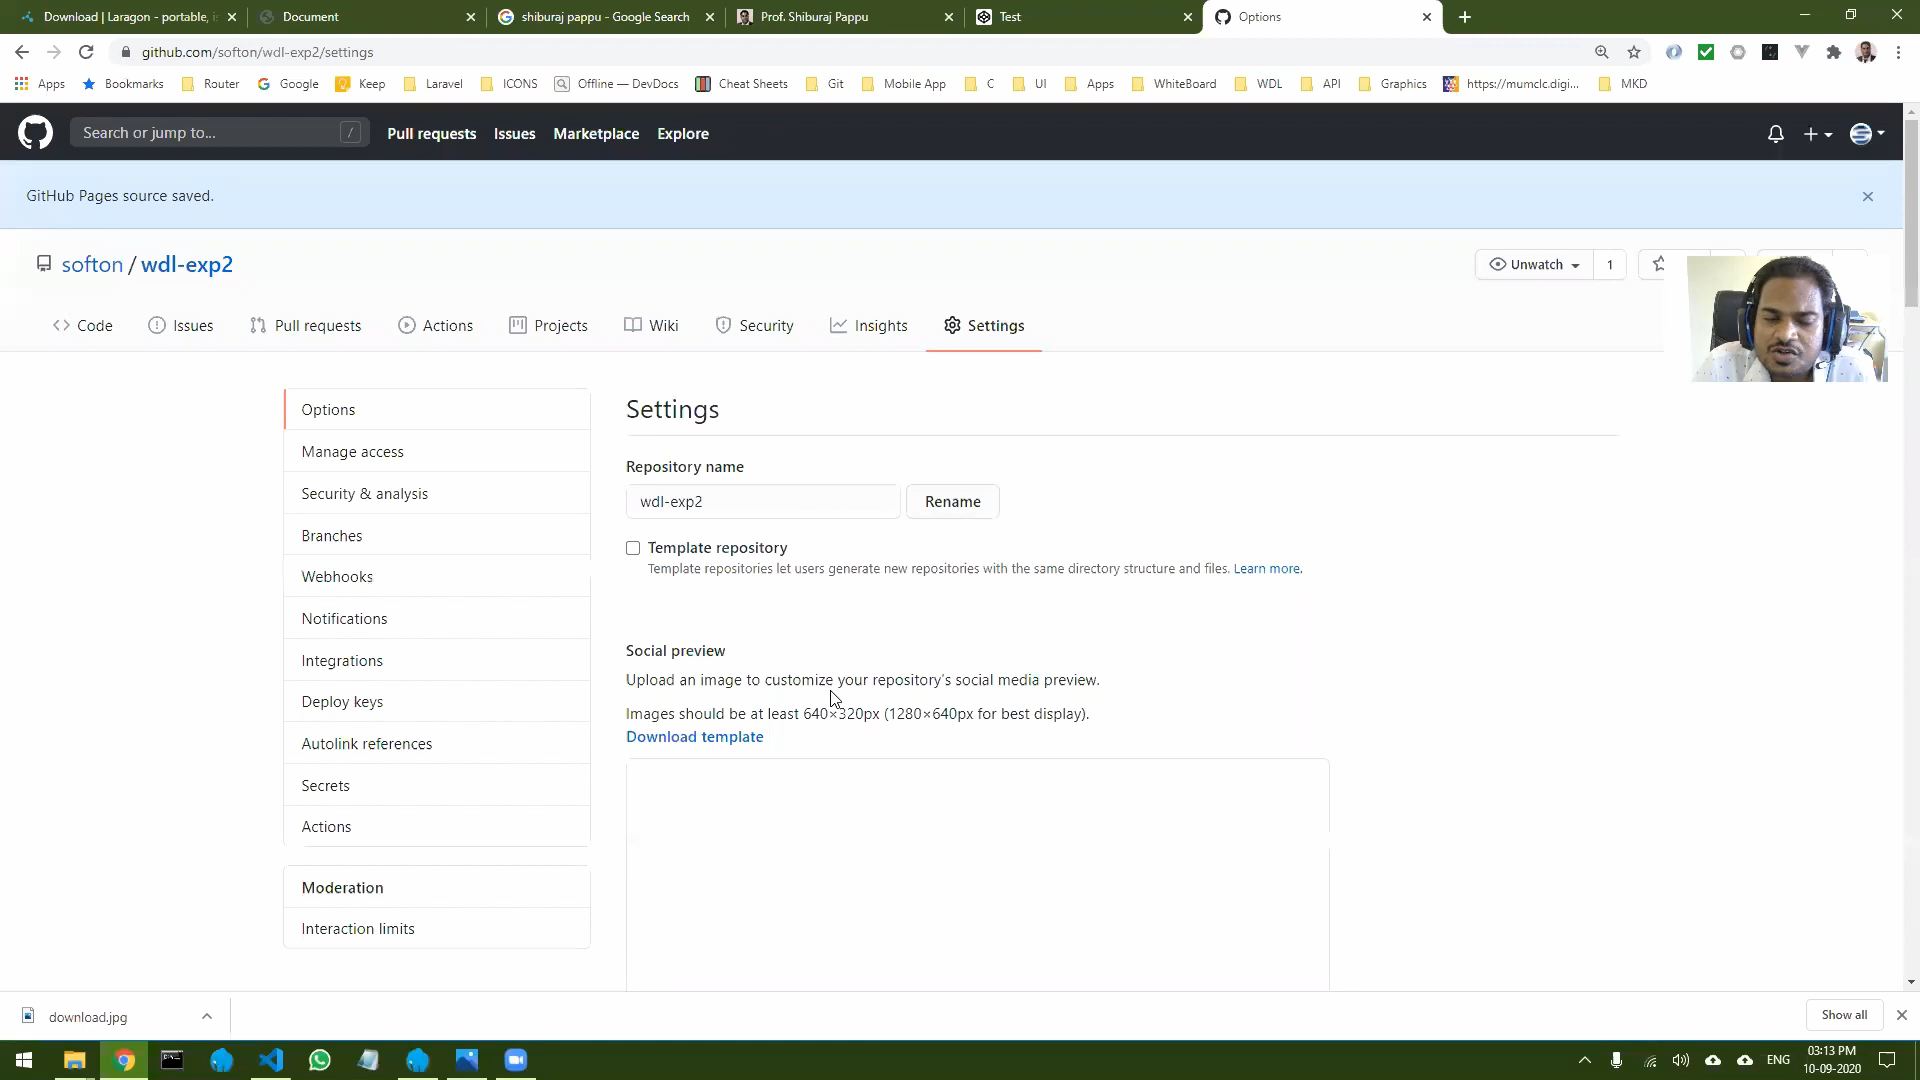 Download | Laragon - portable, is
Document
shiburaj pappu - Google Search
Prof. Shiburaj Pappu
Test
Options
github.com/softon/wdl-exp2/settings
Apps
Bookmarks
Router
Google
Keep
Laravel
ICONS
Offline — DevDocs
Cheat Sheets
Git
Mobile App
C
UI
Apps
WhiteBoard
WDL
API
Graphics
https://mumclc.digi...
MKD
Search or jump to...
/
Pull requests
Issues
Marketplace
Explore
GitHub Pages source saved.
softon / wdl-exp2
Unwatch
1
Code
Issues
Pull requests
Actions
Projects
Wiki
Security
Insights
Settings
Options
Manage access
Security & analysis
Branches
Webhooks
Notifications
Integrations
Deploy keys
Autolink references
Secrets
Actions
Moderation
Interaction limits
Settings
Repository name
wdl-exp2
Rename
Template repository
Template repositories let users generate new repositories with the same directory structure and files. Learn more.
Social preview
Upload an image to customize your repository's social media preview.
Images should be at least 640×320px (1280×640px for best display).
Download template
download.jpg
Show all
ENG
03:13 PM
10-09-2020